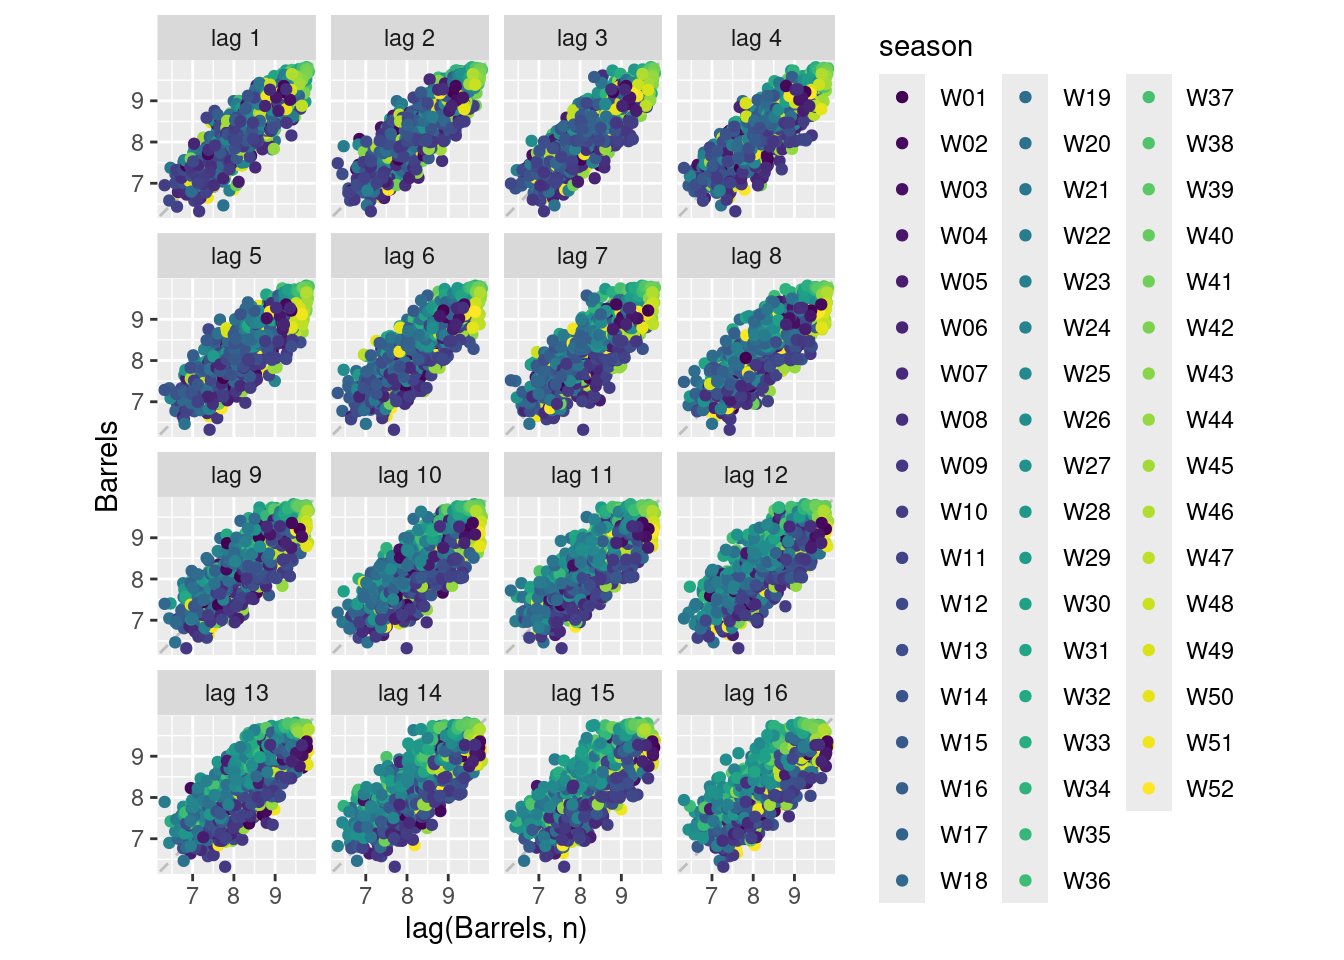 lag 1 lag 2 lag 3 lag 4
9
8
7
lag 5 lag 6 lag 7 lag 8
9
8
7
lag 9 lag 10 lag 11 lag 12
9
8
7
lag 13 lag 14 lag 15 lag 16
9
8
7
7 8 9 7 8 9 7 8 9 7 8 9
lag(Barrels, n)
Barrels
season
W01 W19 W37
W02 W20 W38
W03 W21 W39
W04 W22 W40
W05 W23 W41
W06 W24 W42
W07 W25 W43
W08 W26 W44
W09 W27 W45
W10 W28 W46
W11 W29 W47
W12 W30 W48
W13 W31 W49
W14 W32 W50
W15 W33 W51
W16 W34 W52
W17 W35
W18 W36